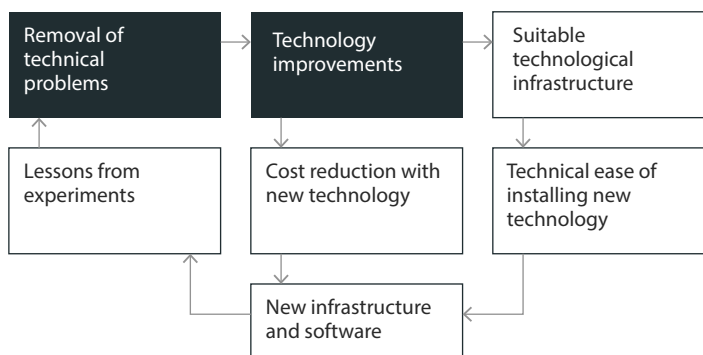 Removal of
technical
problems
Technology
improvements
Suitable
technological
infrastructure
Lessons from
experiments
Cost reduction with
new technology
Technical ease of
installing new
technology
New infrastructure
and software